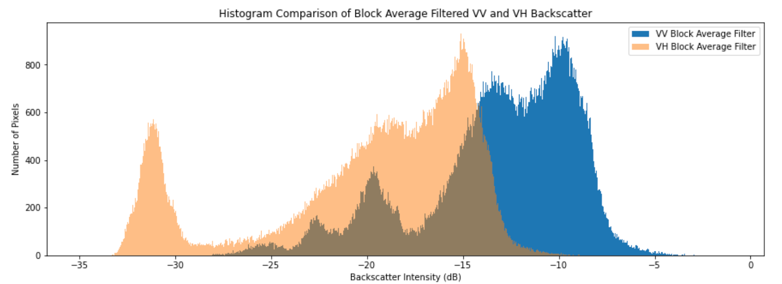 Histogram Comparison of Block Average Filtered VV and VH Backscatter
VV Block Average Filter
VH Block Average Filter
Number of Pixels
800
600
400
200
0
−35 −30 −25 −20 −15 −10 −5 0
Backscatter Intensity (dB)